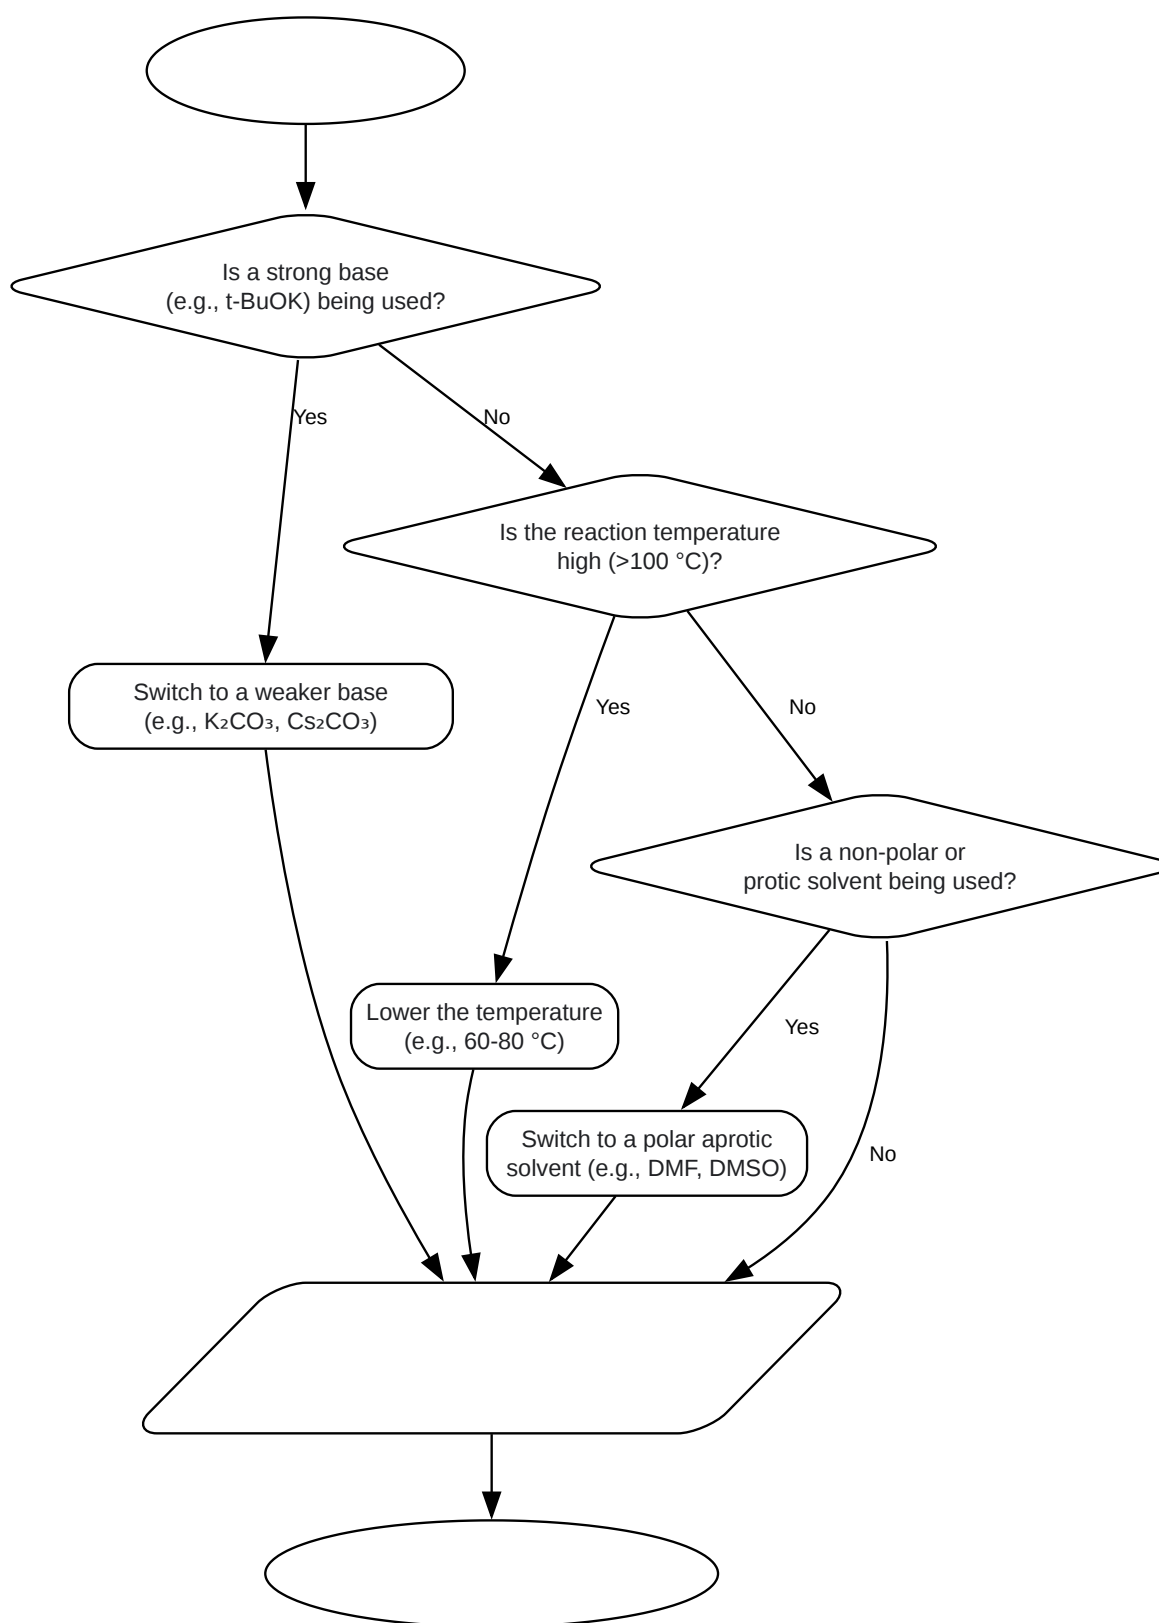 Is a strong base
(e.g., t-BuOK) being used?
Yes
No
Is the reaction temperature
high (>100 °C)?
Switch to a weaker base
(e.g., K₂CO₃, Cs₂CO₃)
Yes
No
Is a non-polar or
protic solvent being used?
Lower the temperature
(e.g., 60-80 °C)
Yes
Switch to a polar aprotic
solvent (e.g., DMF, DMSO)
No